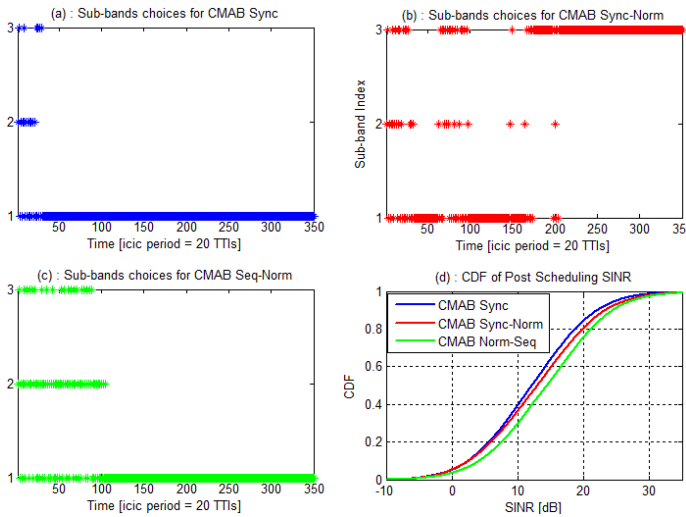 (a) : Sub-bands choices for CMAB Sync
3
2
1
50 100 150 200 250 300 350
Time [icic period = 20 TTIs]
(b) : Sub-bands choices for CMAB Sync-Norm
Sub-band Index
3
2
1
50 100 150 200 250 300 350
Time [icic period = 20 TTIs]
(c) : Sub-bands choices for CMAB Seq-Norm
3
2
1
50 100 150 200 250 300 350
Time [icic period = 20 TTIs]
(d) : CDF of Post Scheduling SINR
CMAB Sync
CMAB Sync-Norm
CMAB Norm-Seq
CDF
1
0.8
0.6
0.4
0.2
0
-10 0 10 20 30
SINR [dB]